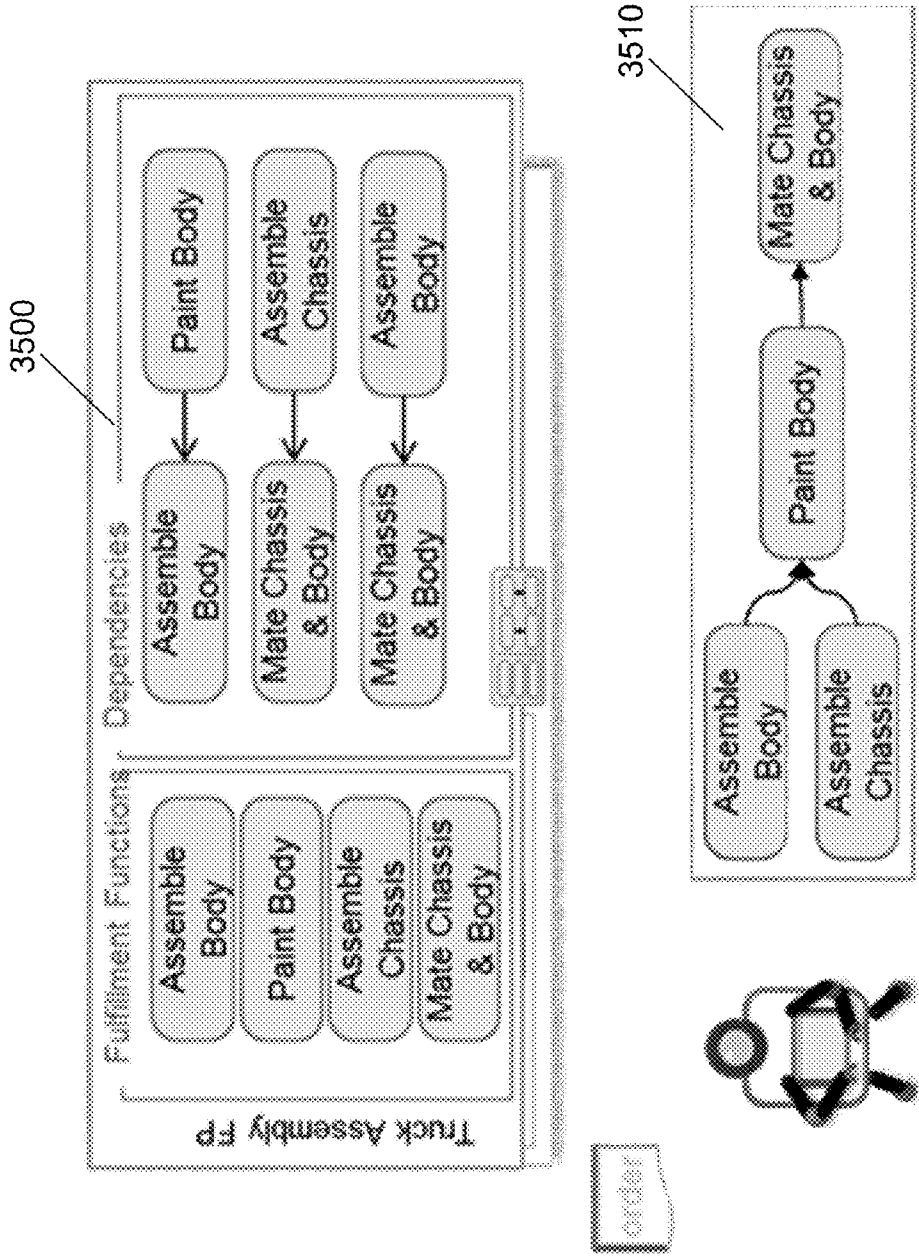 3500
Fulfillment Functions
Dependencies
Truck Assembly FP
Assemble
Body
Paint Body
Assemble
Chassis
Mate Chassis
& Body
Assemble
Body
Paint Body
Mate Chassis
& Body
Assemble
Chassis
Mate Chassis
& Body
Assemble
Body
order
3510
Assemble
Body
Assemble
Chassis
Paint Body
Mate Chassis
& Body